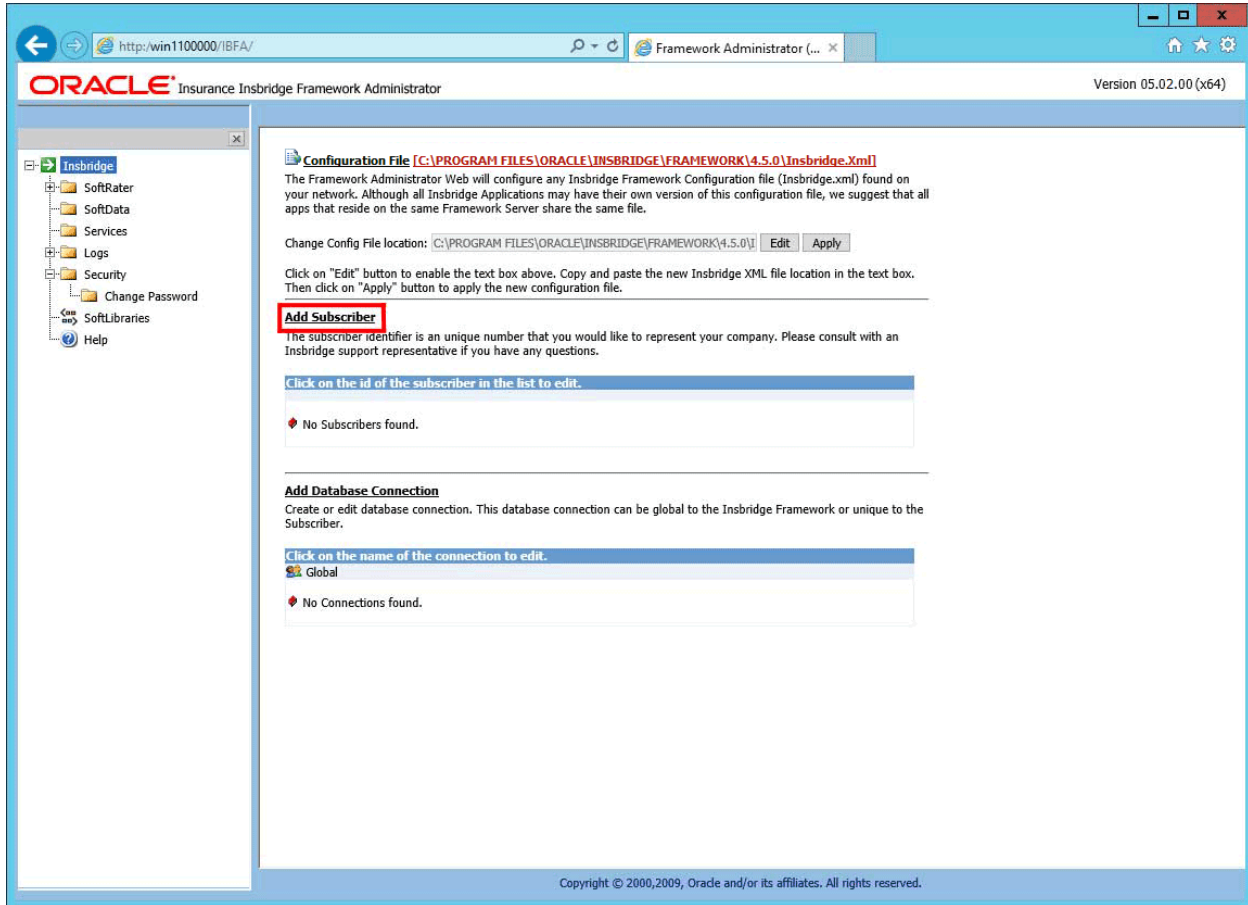 http:/win1100000/IBFA/
Framework Administrator (...
ORACLE Insurance Insbridge Framework Administrator
Version 05.02.00 (x64)
Insbridge
SoftRater
SoftData
Services
Logs
Security
Change Password
SoftLibraries
Help
Configuration File [C:\PROGRAM FILES\ORACLE\INSBRIDGE\FRAMEWORK\4.5.0\Insbridge.Xml]
The Framework Administrator Web will configure any Insbridge Framework Configuration file (Insbridge.xml) found on
your network. Although all Insbridge Applications may have their own version of this configuration file, we suggest that all
apps that reside on the same Framework Server share the same file.
Change Config File location: C:\PROGRAM FILES\ORACLE\INSBRIDGE\FRAMEWORK\4.5.0\I Edit Apply
Click on "Edit" button to enable the text box above. Copy and paste the new Insbridge XML file location in the text box.
Then click on "Apply" button to apply the new configuration file.
Add Subscriber
The subscriber identifier is an unique number that you would like to represent your company. Please consult with an
Insbridge support representative if you have any questions.
Click on the id of the subscriber in the list to edit.
No Subscribers found.
Add Database Connection
Create or edit database connection. This database connection can be global to the Insbridge Framework or unique to the
Subscriber.
Click on the name of the connection to edit.
Global
No Connections found.
Copyright © 2000,2009, Oracle and/or its affiliates. All rights reserved.